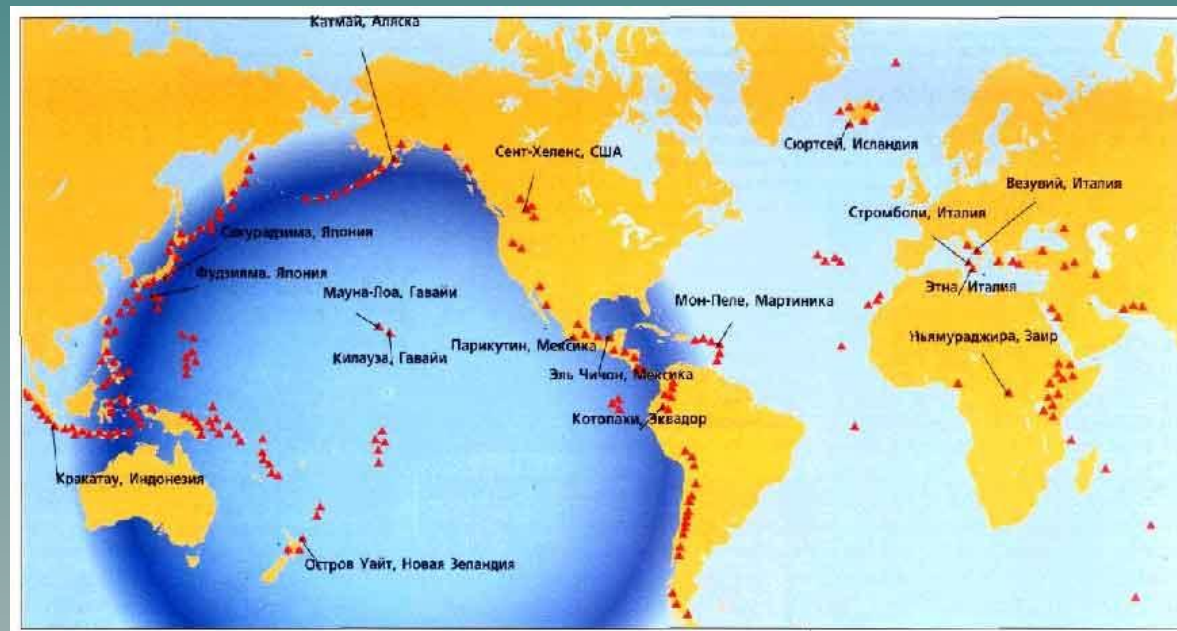 Катмай, Аляска
Сент-Хеленс, США
Сюртсей, Исландия
Везувий, Италия
Стромболи, Италия
Сакурадзима, Япония
Фудзияма. Япония
Этна, Италия
Мауна-Лоа, Гавайи
Мон-Пеле, Мартиника
Ньямураджира, Заир
Килауза, Гавайи
Парикутин, Мексика
Эль Чичон, Мексика
Котопахи, Эквадор
Кракатау, Индонезия
Остров Уайт, Новая Зеландия